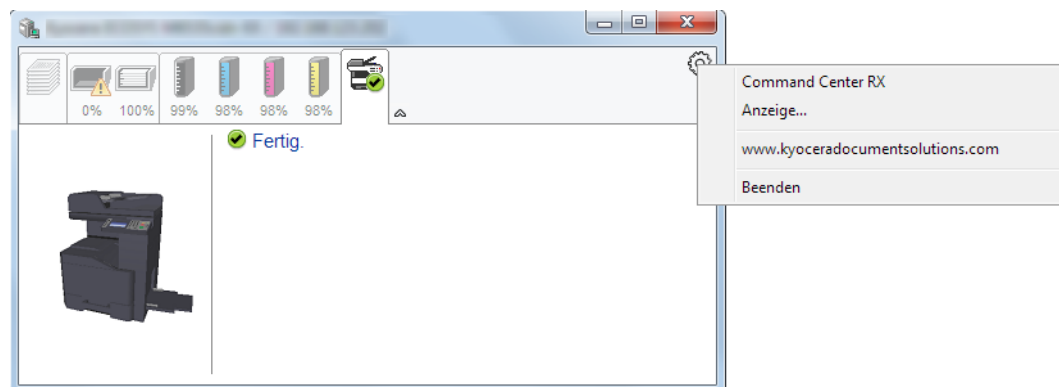 0% 100% 99% 98% 98% 98%
Fertig.
Command Center RX
Anzeige...
www.kyoceradocumentsolutions.com
Beenden